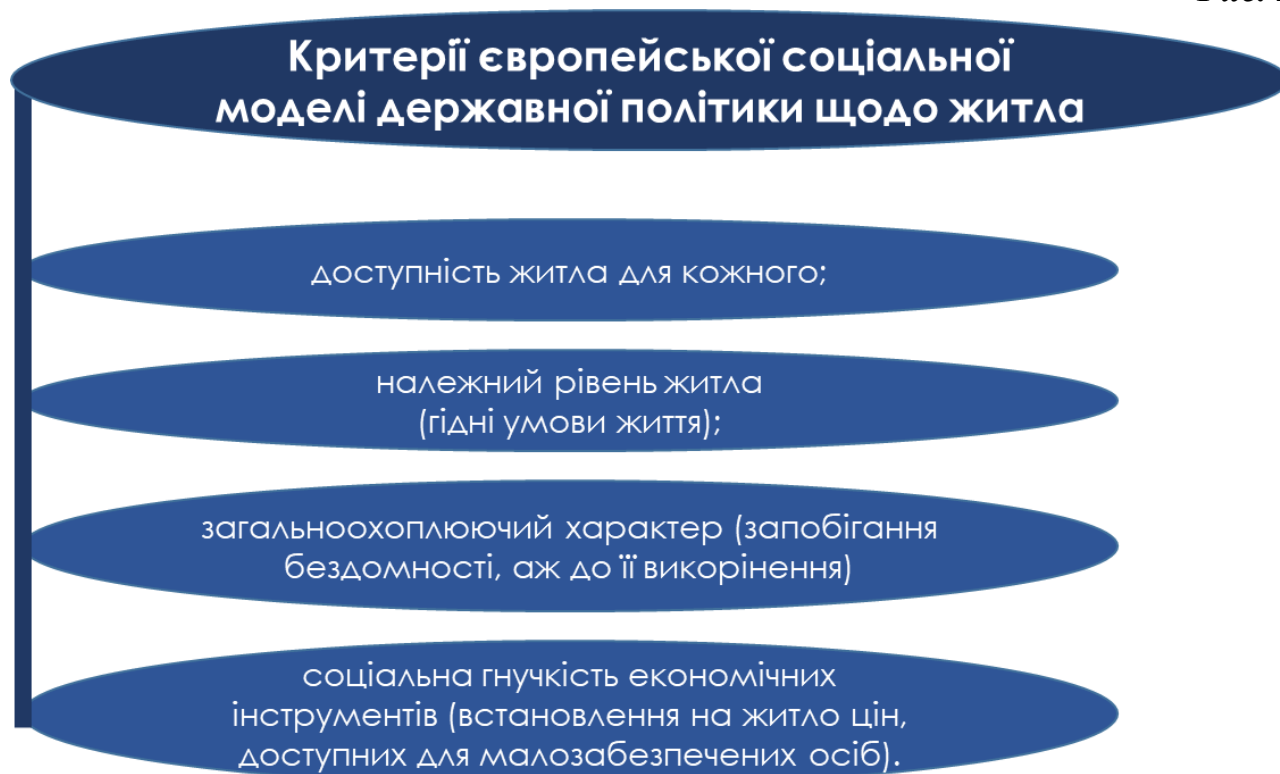 Критерії європейської соціальної
моделі державної політики щодо житла
доступність житла для кожного;
належний рівень житла
(гідні умови життя);
загальноохоплюючий характер (запобігання
бездомності, аж до її викорінення)
соціальна гнучкість економічних
інструментів (встановлення на житло цін,
доступних для малозабезпечених осіб).